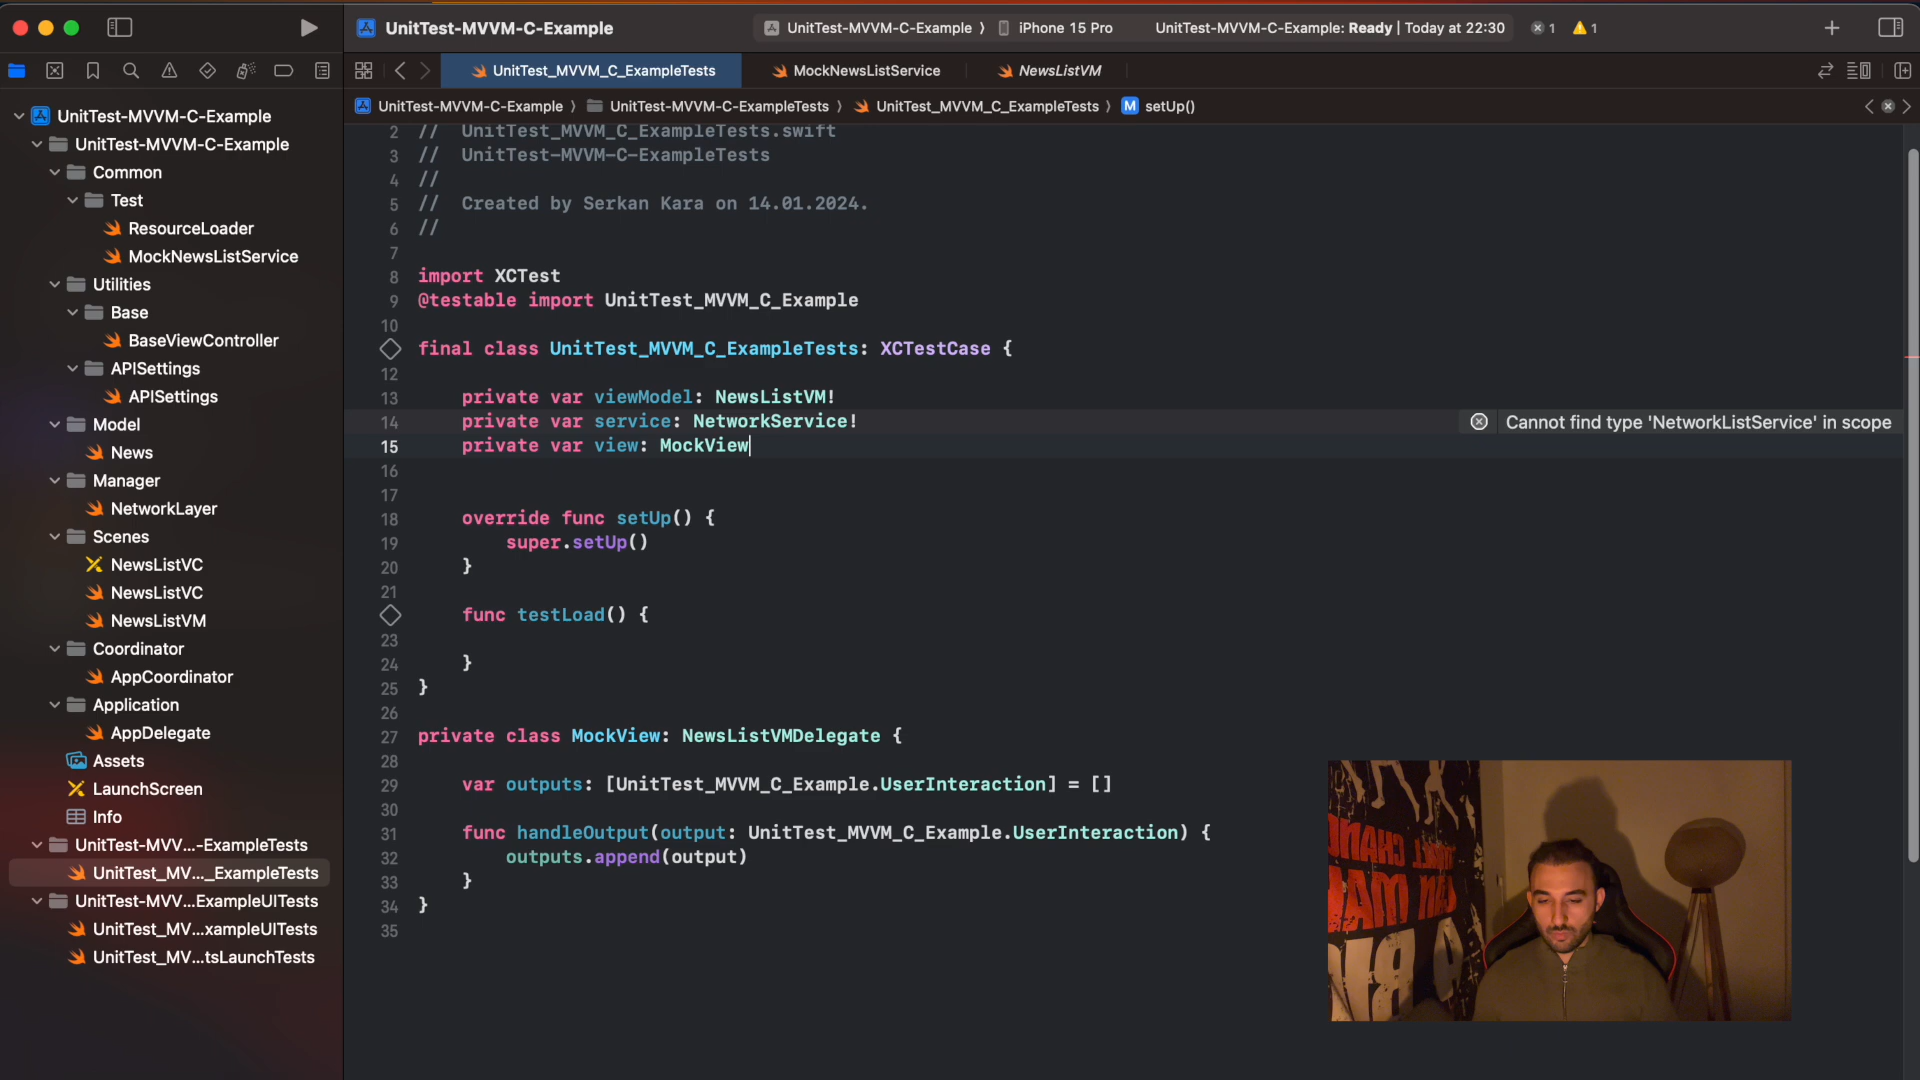 UnitTest-MVVM-C-Example
UnitTest-MVVM-C-Example ⟩ iPhone 15 Pro
UnitTest-MVVM-C-Example: Ready | Today at 22:30
1
1
UnitTest_MVVM_C_ExampleTests
MockNewsListService
NewsListVM
UnitTest-MVVM-C-Example ⟩ UnitTest-MVVM-C-ExampleTests ⟩ UnitTest_MVVM_C_ExampleTests ⟩ M setUp()
UnitTest-MVVM-C-Example
UnitTest-MVVM-C-Example
Common
Test
ResourceLoader
MockNewsListService
Utilities
Base
BaseViewController
APISettings
APISettings
Model
News
Manager
NetworkLayer
Scenes
NewsListVC
NewsListVC
NewsListVM
Coordinator
AppCoordinator
Application
AppDelegate
Assets
LaunchScreen
Info
UnitTest-MVV...-ExampleTests
UnitTest_MV..._ExampleTests
UnitTest-MVV...ExampleUITests
UnitTest_MV...xampleUITests
UnitTest_MV...tsLaunchTests
2 // UnitTest_MVVM_C_ExampleTests.swift
3 // UnitTest-MVVM-C-ExampleTests
4 //
5 // Created by Serkan Kara on 14.01.2024.
6 //
7
8 import XCTest
9 @testable import UnitTest_MVVM_C_Example
10
final class UnitTest_MVVM_C_ExampleTests: XCTestCase {
12
13 private var viewModel: NewsListVM!
14 private var service: NetworkService!
Cannot find type 'NetworkListService' in scope
15 private var view: MockView
16
17
18 override func setUp() {
19 super.setUp()
20 }
21
func testLoad() {
23
24 }
25 }
26
27 private class MockView: NewsListVMDelegate {
28
29 var outputs: [UnitTest_MVVM_C_Example.UserInteraction] = []
30
31 func handleOutput(output: UnitTest_MVVM_C_Example.UserInteraction) {
32 outputs.append(output)
33 }
34 }
35